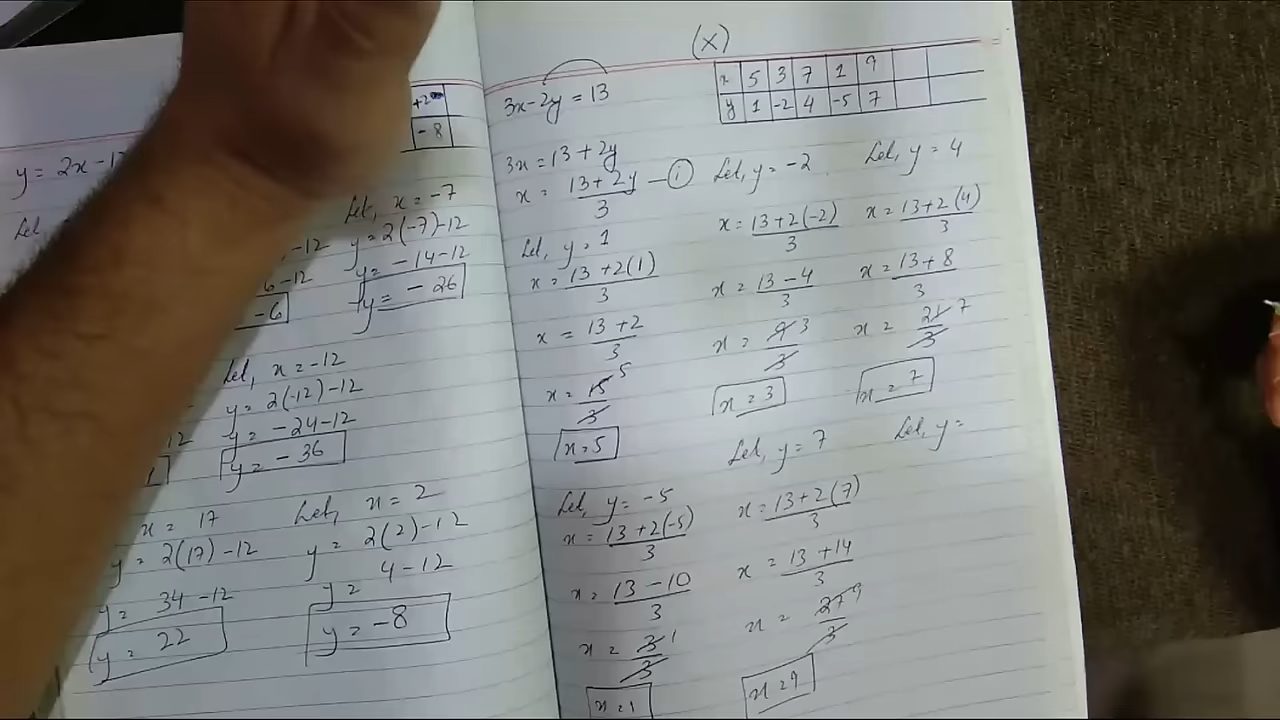 +2
- 8
y = 2x - 1
Let,
Let, x = -7
-12
y = 2(-7)-12
6-12
y = -14-12
-6
y = -26
Let, x = -12
y = 2(-12)-12
12
y = -24-12
y = -36
x = 17
y = 2(17)-12
y = 34-12
y = 22
Let, x = 2
y = 2(2)-12
y = 4-12
y = -8
(x)
x 5 3 7 1 9
y 1 -2 4 -5 7
3x-2y = 13
3x = 13+2y
x = 13+2y/3 — (i)
Let, y = 1
x = 13+2(1)/3
x = 13+2/3
x = 15/3 5
x = 5
Let, y = -2
x = 13+2(-2)/3
x = 13-4/3
x = 9/3 3
x = 3
Let, y = 4
x = 13+2(4)/3
x = 13+8/3
x = 21/3 7
x = 7
Let, y = -5
x = 13+2(-5)/3
x = 13-10/3
x = 3/3 1
x = 1
Let, y = 7
x = 13+2(7)/3
x = 13+14/3
x = 27/3 9
x = 9
Let, y =